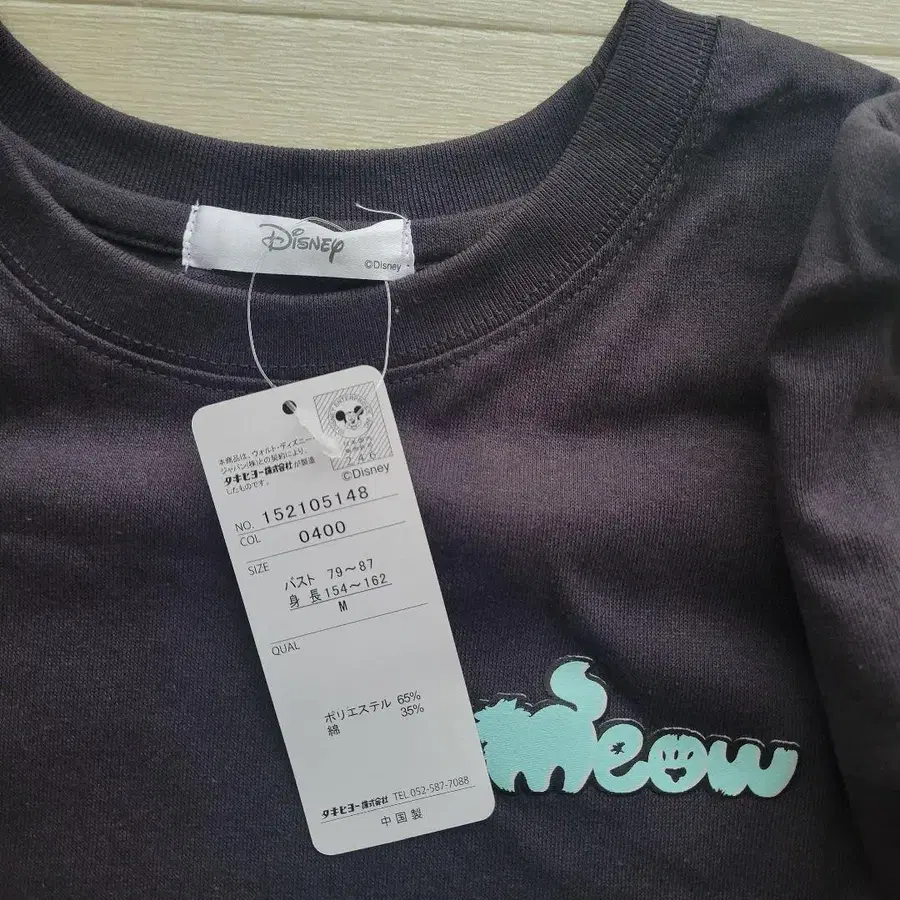 Disney
©Disney
本商品は、ウォルト・ディズニー・
ジャパン(株)との契約により、
タキヒヨー株式会社が製造
したものです。
©Disney
NO. 152105148
COL 0400
SIZE
バスト 79～87
身長 154～162
M
QUAL
ポリエステル 65%
綿 35%
タキヒヨー株式会社 TEL 052-587-7088
中国製
meow